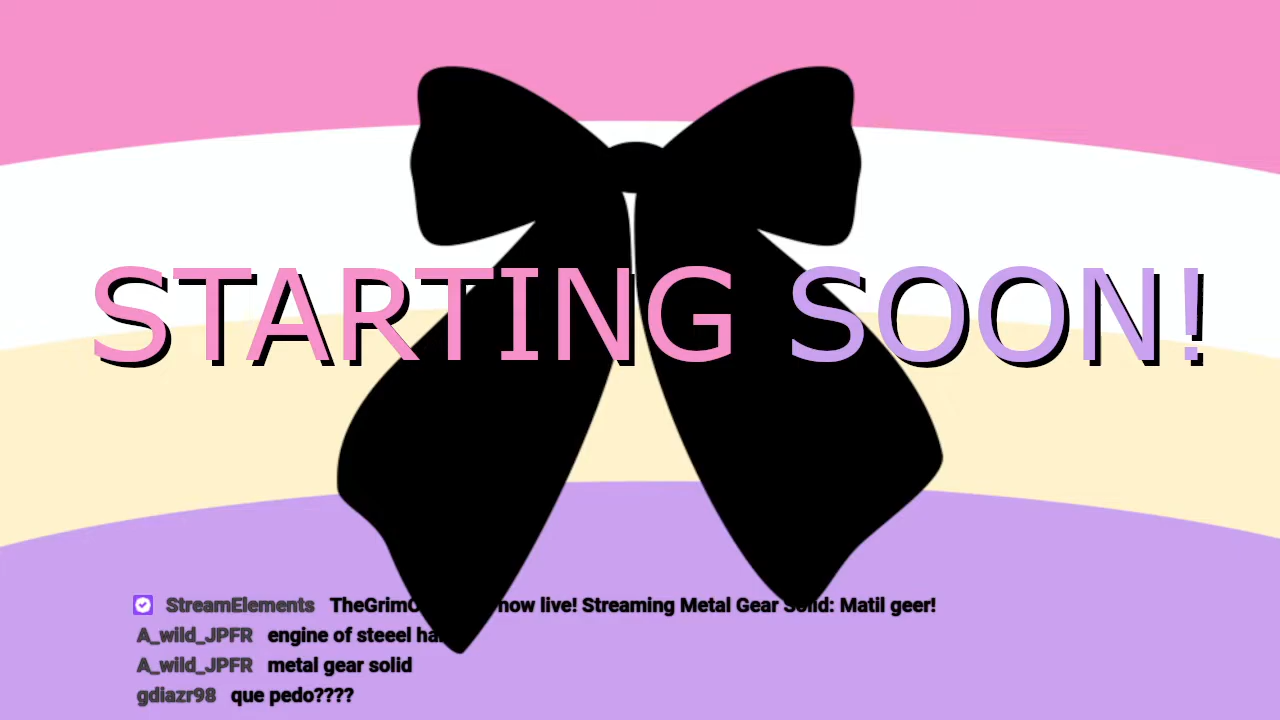 STARTING SOON!
StreamElements TheGrimO now live! Streaming Metal Gear Solid: Matil geer!
A_wild_JPFR engine of steeel
A_wild_JPFR metal gear solid
gdiazr98 que pedo????